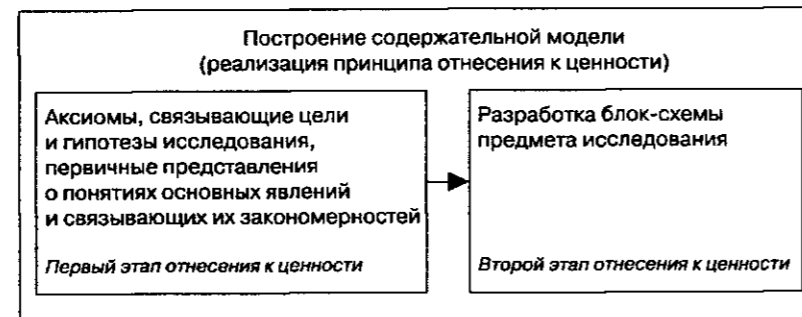 Построение содержательной модели
(реализация принципа отнесения к ценности)
Аксиомы, связывающие цели
и гипотезы исследования,
первичные представления
о понятиях основных явлений
и связывающих их закономерностей
Первый этап отнесения к ценности
Разработка блок-схемы
предмета исследования
Второй этап отнесения к ценности